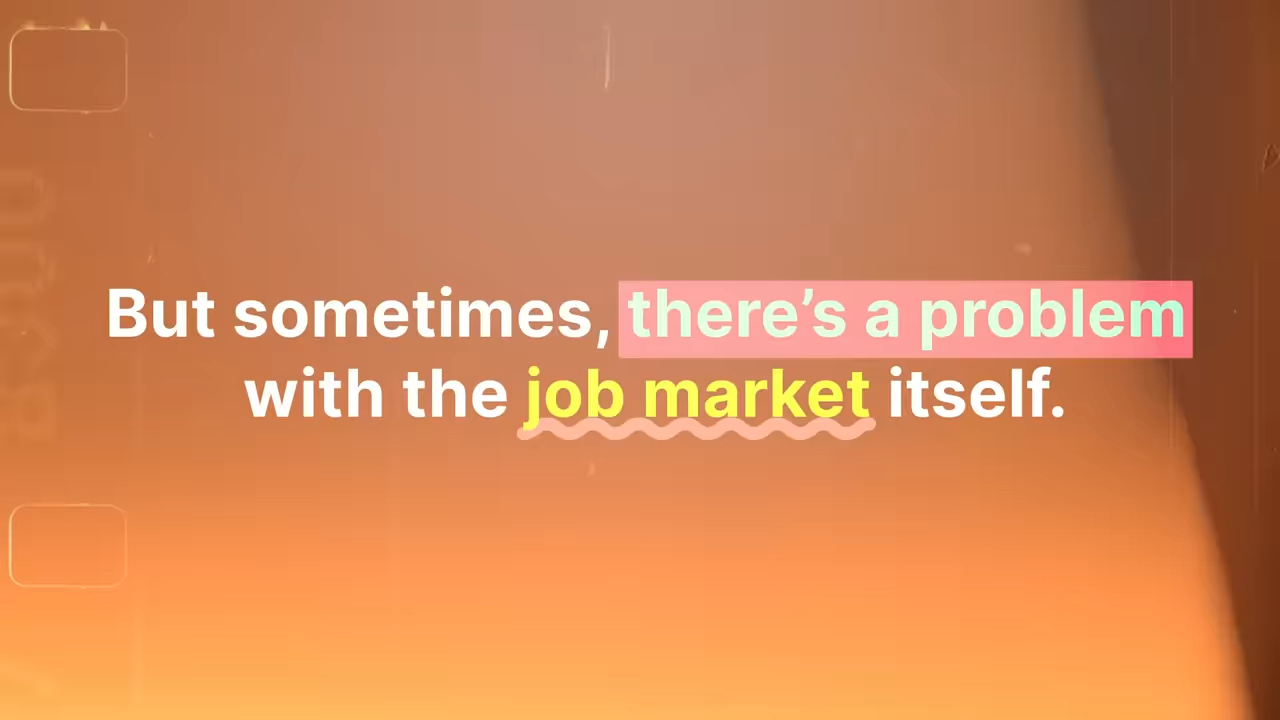 But sometimes, there’s a problem
with the job market itself.